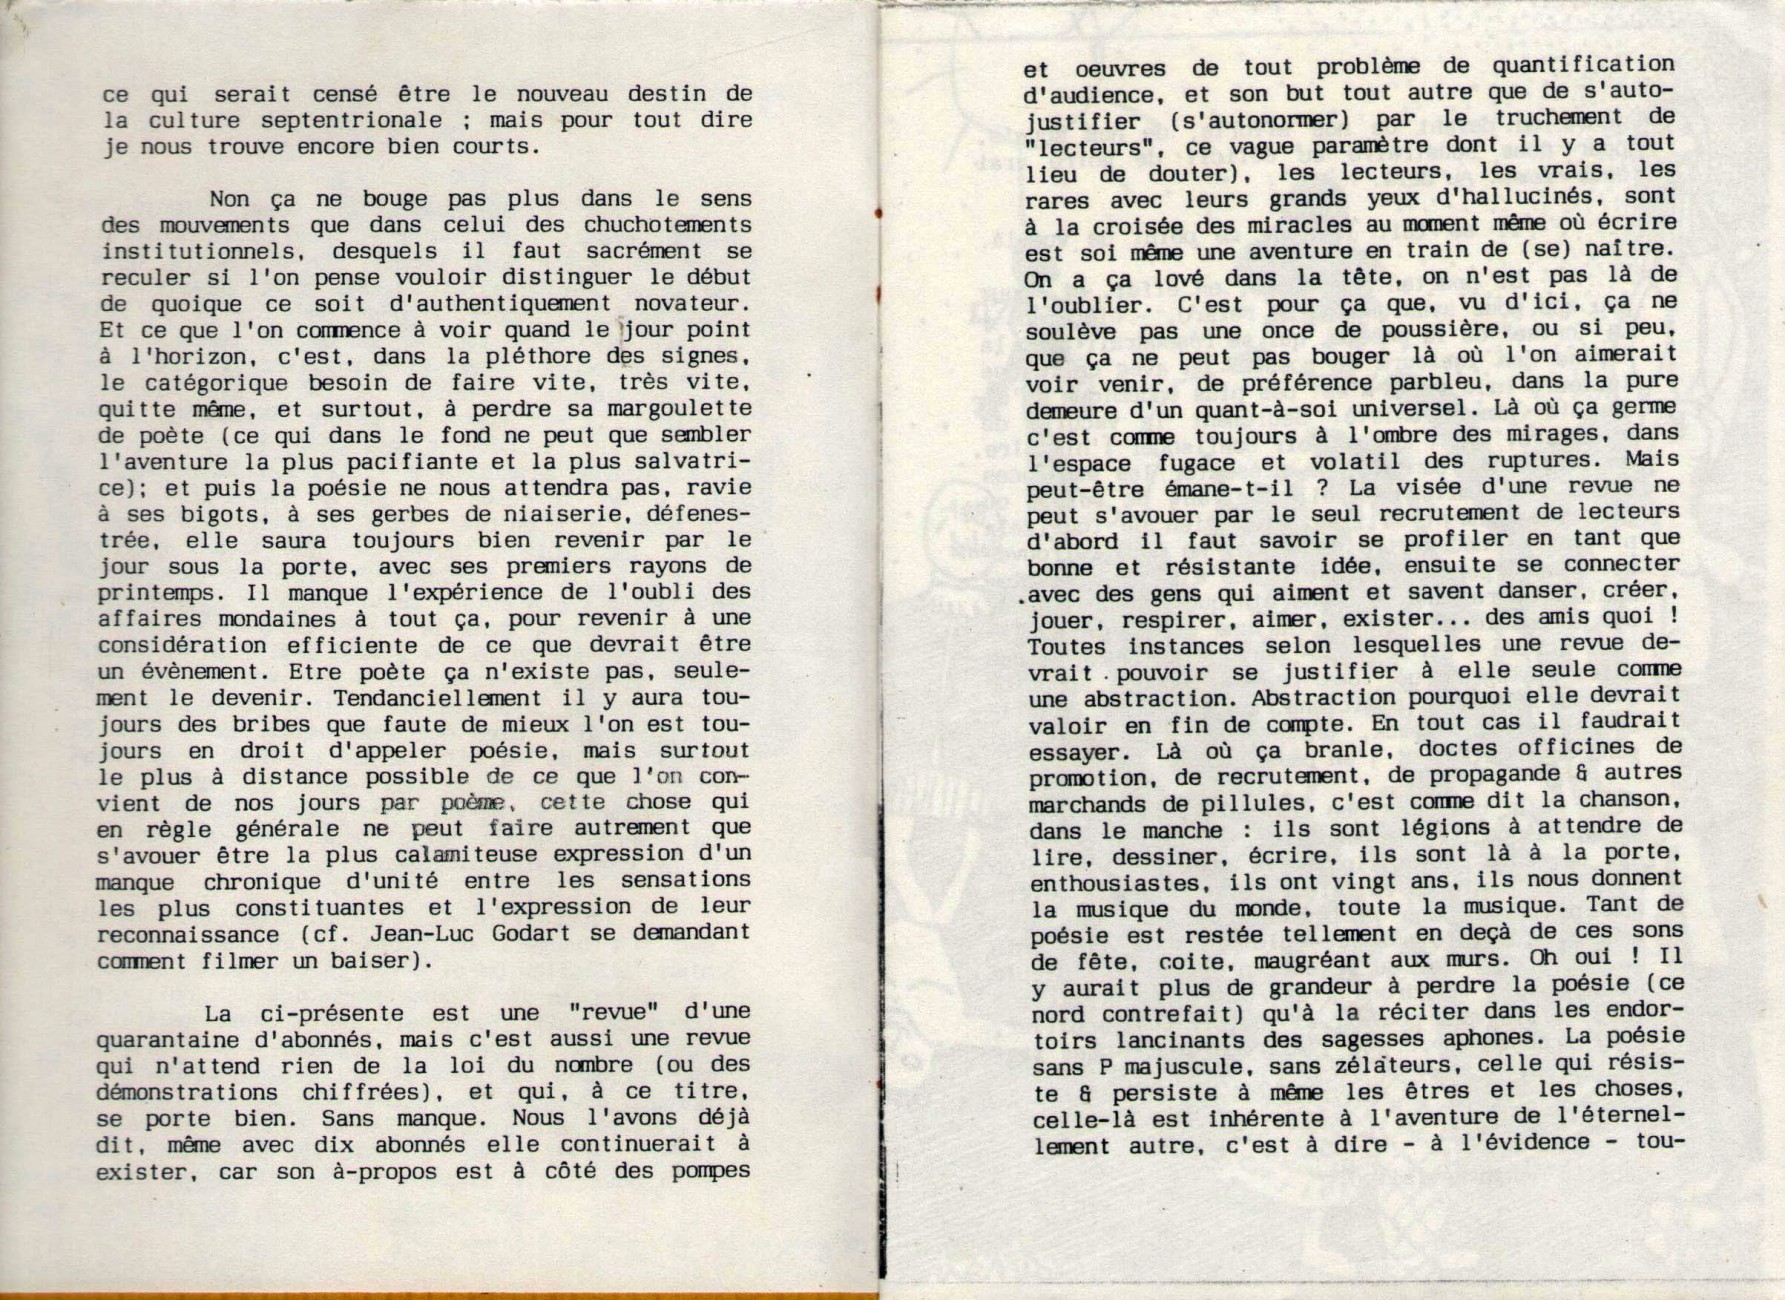 ce qui serait censé être le nouveau destin de
la culture septentrionale ; mais pour tout dire
je nous trouve encore bien courts.
Non ça ne bouge pas plus dans le sens
des mouvements que dans celui des chuchotements
institutionnels, desquels il faut sacrément se
reculer si l'on pense vouloir distinguer le début
de quoique ce soit d'authentiquement novateur.
Et ce que l'on commence à voir quand le jour point
à l'horizon, c'est, dans la pléthore des signes,
le catégorique besoin de faire vite, très vite,
quitte même, et surtout, à perdre sa margoulette
de poète (ce qui dans le fond ne peut que sembler
l'aventure la plus pacifiante et la plus salvatri-
ce); et puis la poésie ne nous attendra pas, ravie
à ses bigots, à ses gerbes de niaiserie, défenes-
trée, elle saura toujours bien revenir par le
jour sous la porte, avec ses premiers rayons de
printemps. Il manque l'expérience de l'oubli des
affaires mondaines à tout ça, pour revenir à une
considération efficiente de ce que devrait être
un évènement. Etre poète ça n'existe pas, seule-
ment le devenir. Tendanciellement il y aura tou-
jours des bribes que faute de mieux l'on est tou-
jours en droit d'appeler poésie, mais surtout
le plus à distance possible de ce que l'on con-
vient de nos jours par poème, cette chose qui
en règle générale ne peut faire autrement que
s'avouer être la plus calamiteuse expression d'un
manque chronique d'unité entre les sensations
les plus constituantes et l'expression de leur
reconnaissance (cf. Jean-Luc Godart se demandant
comment filmer un baiser).
La ci-présente est une "revue" d'une
quarantaine d'abonnés, mais c'est aussi une revue
qui n'attend rien de la loi du nombre (ou des
démonstrations chiffrées), et qui, à ce titre,
se porte bien. Sans manque. Nous l'avons déjà
dit, même avec dix abonnés elle continuerait à
exister, car son à-propos est à côté des pompes
et oeuvres de tout problème de quantification
d'audience, et son but tout autre que de s'auto-
justifier (s'autonormer) par le truchement de
"lecteurs", ce vague paramètre dont il y a tout
lieu de douter), les lecteurs, les vrais, les
rares avec leurs grands yeux d'hallucinés, sont
à la croisée des miracles au moment même où écrire
est soi même une aventure en train de (se) naître.
On a ça lové dans la tête, on n'est pas là de
l'oublier. C'est pour ça que, vu d'ici, ça ne
soulève pas une once de poussière, ou si peu,
que ça ne peut pas bouger là où l'on aimerait
voir venir, de préférence parbleu, dans la pure
demeure d'un quant-à-soi universel. Là où ça germe
c'est comme toujours à l'ombre des mirages, dans
l'espace fugace et volatil des ruptures. Mais
peut-être émane-t-il ? La visée d'une revue ne
peut s'avouer par le seul recrutement de lecteurs
d'abord il faut savoir se profiler en tant que
bonne et résistante idée, ensuite se connecter
avec des gens qui aiment et savent danser, créer,
jouer, respirer, aimer, exister... des amis quoi !
Toutes instances selon lesquelles une revue de-
vrait pouvoir se justifier à elle seule comme
une abstraction. Abstraction pourquoi elle devrait
valoir en fin de compte. En tout cas il faudrait
essayer. Là où ça branle, doctes officines de
promotion, de recrutement, de propagande & autres
marchands de pillules, c'est comme dit la chanson,
dans le manche : ils sont légions à attendre de
lire, dessiner, écrire, ils sont là à la porte,
enthousiastes, ils ont vingt ans, ils nous donnent
la musique du monde, toute la musique. Tant de
poésie est restée tellement en deçà de ces sons
de fête, coite, maugréant aux murs. Oh oui ! Il
y aurait plus de grandeur à perdre la poésie (ce
nord contrefait) qu'à la réciter dans les endor-
toirs lancinants des sagesses aphones. La poésie
sans P majuscule, sans zélateurs, celle qui résis-
te & persiste à même les êtres et les choses,
celle-là est inhérente à l'aventure de l'éternel-
lement autre, c'est à dire - à l'évidence - tou-